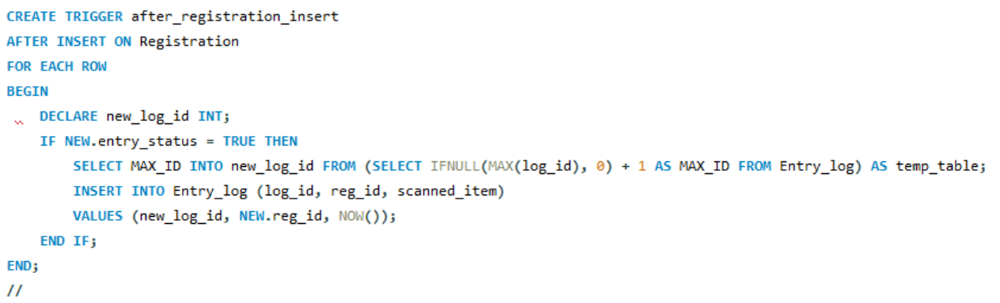 CREATE TRIGGER after_registration_insert
AFTER INSERT ON Registration
FOR EACH ROW
BEGIN
    DECLARE new_log_id INT;
    IF NEW.entry_status = TRUE THEN
        SELECT MAX_ID INTO new_log_id FROM (SELECT IFNULL(MAX(log_id), 0) + 1 AS MAX_ID FROM Entry_log) AS temp_table;
        INSERT INTO Entry_log (log_id, reg_id, scanned_item)
        VALUES (new_log_id, NEW.reg_id, NOW());
    END IF;
END;
//